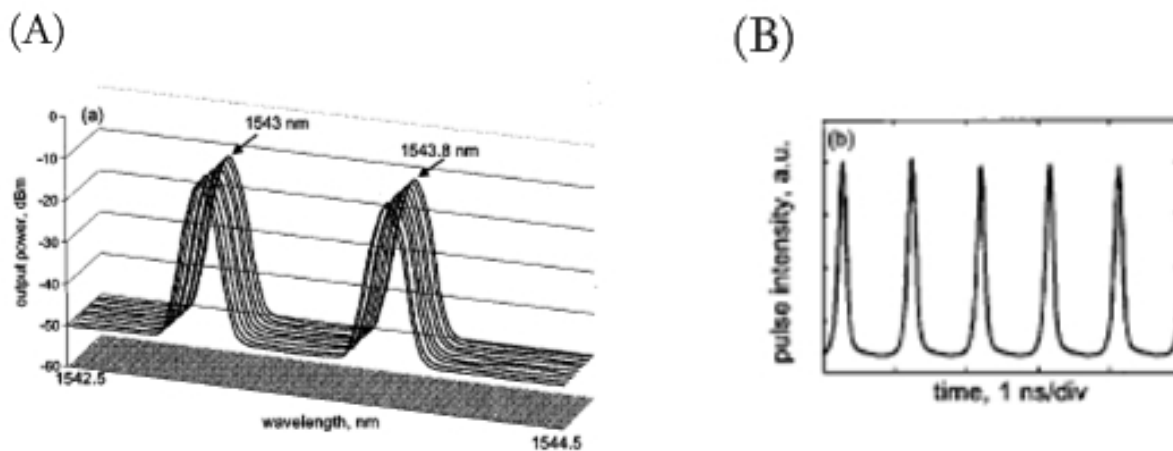 (A)
(B)
(a)
1543 nm
1543.8 nm
0
-10
-20
-30
-40
-50
-60
output power, dBm
1542.5
wavelength, nm
1544.5
(b)
pulse intensity, a.u.
time, 1 ns/div